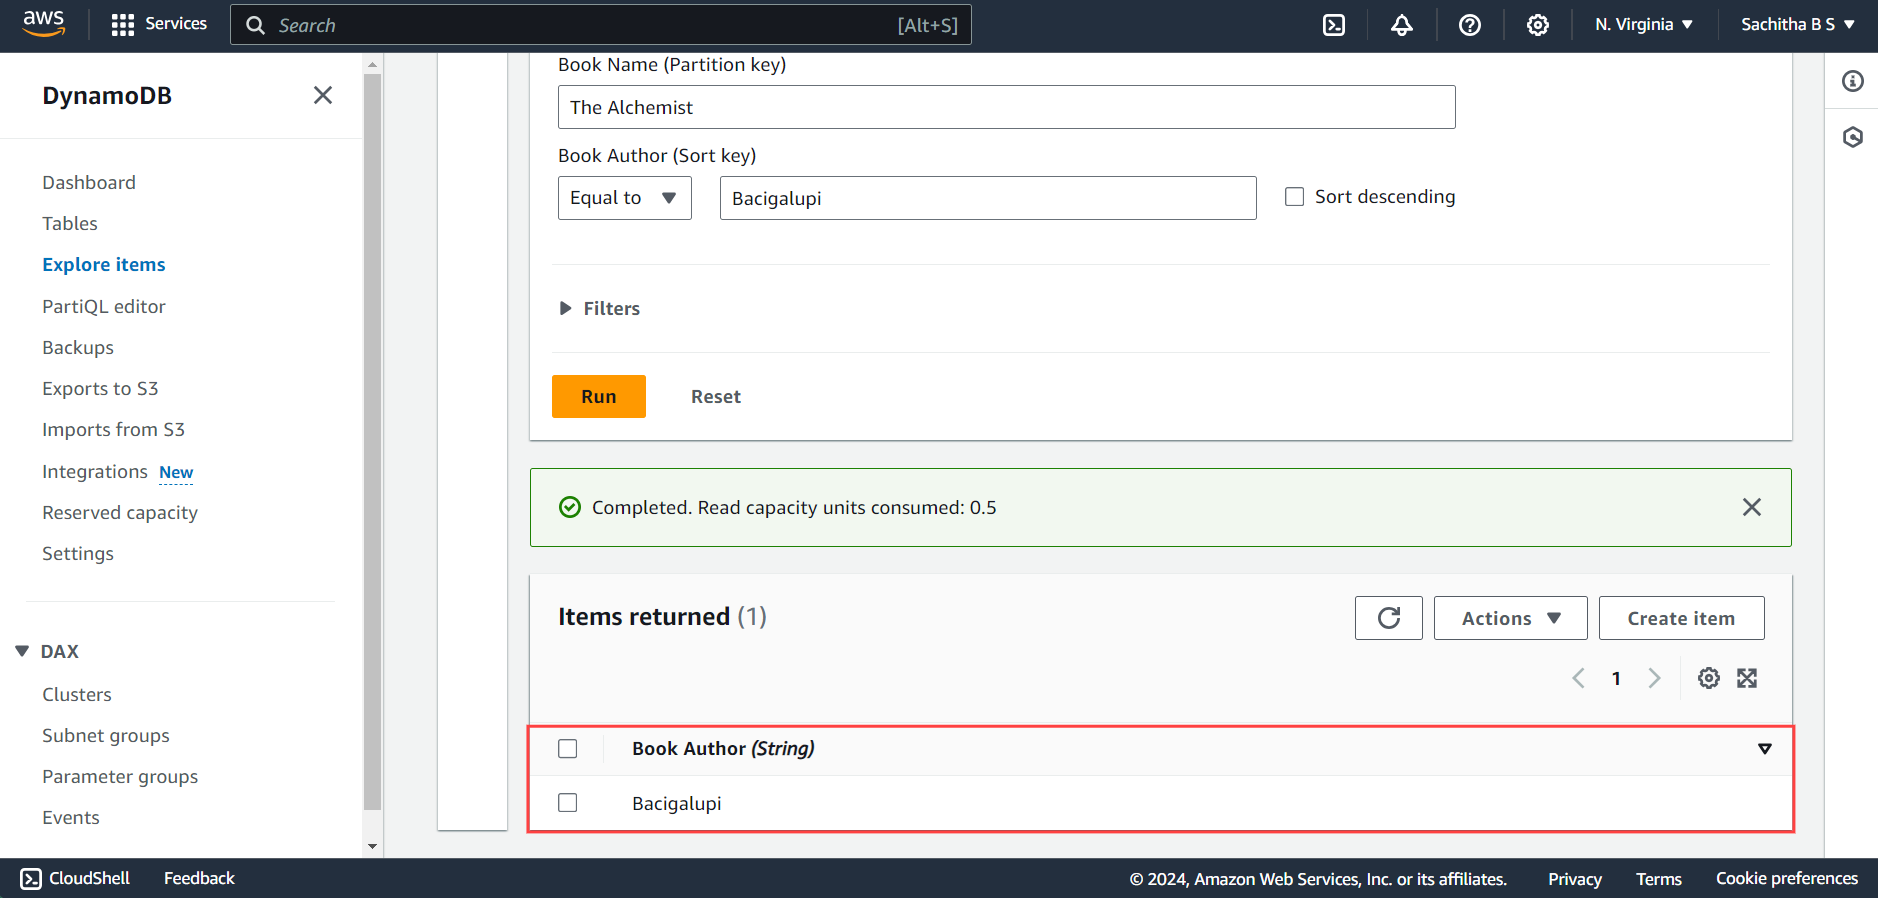 aws Services Search [Alt+S] N. Virginia Sachitha B S
DynamoDB
Dashboard
Tables
Explore items
PartiQL editor
Backups
Exports to S3
Imports from S3
Integrations New
Reserved capacity
Settings
DAX
Clusters
Subnet groups
Parameter groups
Events
Book Name (Partition key)
The Alchemist
Book Author (Sort key)
Equal to Bacigalupi Sort descending
Filters
Run Reset
Completed. Read capacity units consumed: 0.5
Items returned (1) Actions Create item
1
Book Author (String)
Bacigalupi
CloudShell Feedback © 2024, Amazon Web Services, Inc. or its affiliates. Privacy Terms Cookie preferences